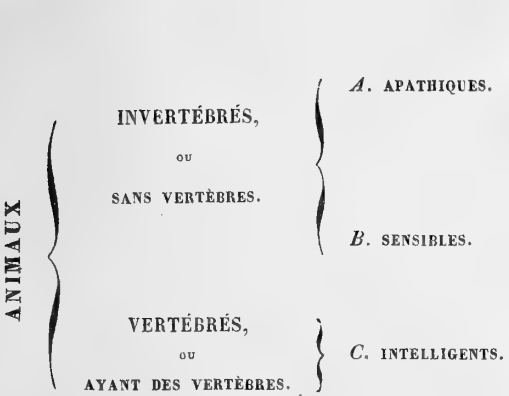 ANIMAUX
INVERTÉBRÉS,
ou
SANS VERTÈBRES.
A. APATHIQUES.
B. SENSIBLES.
VERTÉBRÉS,
ou
AYANT DES VERTÈBRES.
C. INTELLIGENTS.